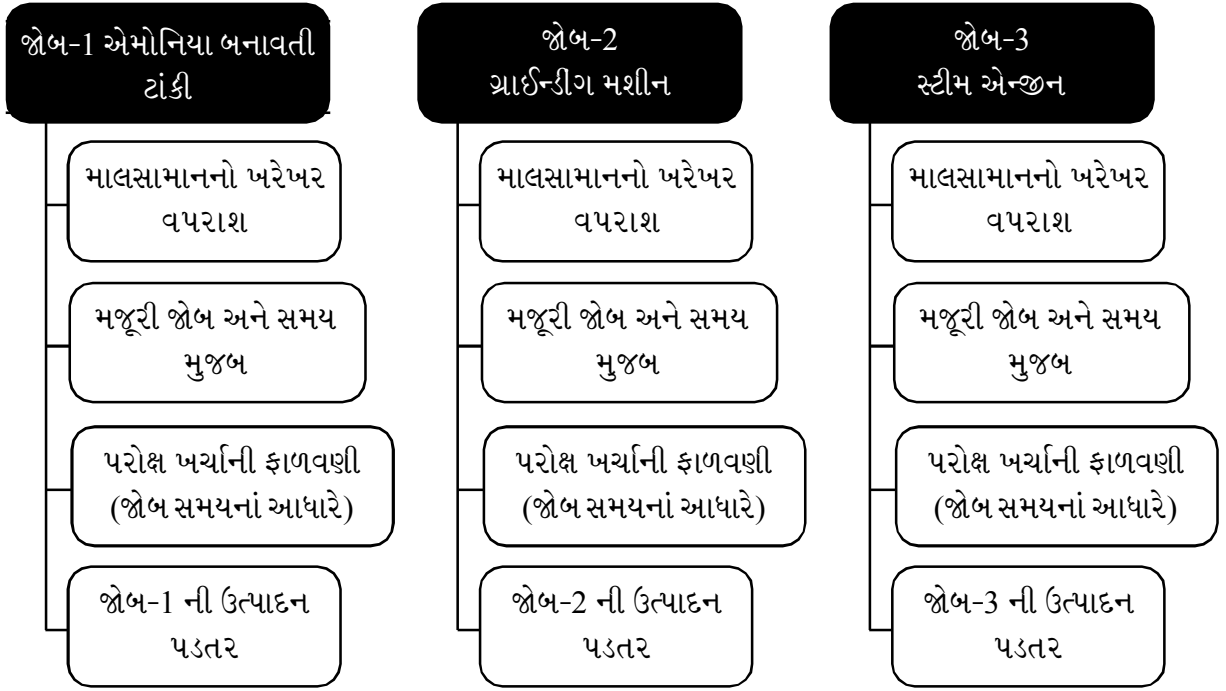 જોબ-1 એમોનિયા બનાવતી
ટાંકી
માલસામાનનો ખરેખર
વપરાશ
મજૂરી જોબ અને સમય
મુજબ
પરોક્ષ ખર્ચાની ફાળવણી
(જોબ સમયનાં આધારે)
જોબ-1 ની ઉત્પાદન
પડતર
જોબ-2
ગ્રાઈન્ડીંગ મશીન
માલસામાનનો ખરેખર
વપરાશ
મજૂરી જોબ અને સમય
મુજબ
પરોક્ષ ખર્ચાની ફાળવણી
(જોબ સમયનાં આધારે)
જોબ-2 ની ઉત્પાદન
પડતર
જોબ-3
સ્ટીમ એન્જીન
માલસામાનનો ખરેખર
વપરાશ
મજૂરી જોબ અને સમય
મુજબ
પરોક્ષ ખર્ચાની ફાળવણી
(જોબ સમયનાં આધારે)
જોબ-3 ની ઉત્પાદન
પડતર